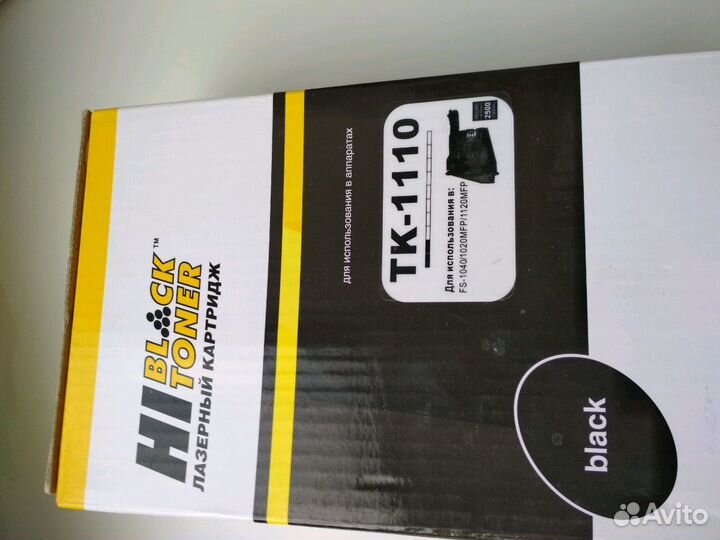 HI BLACK TONER™
ЛАЗЕРНЫЙ КАРТРИДЖ
для использования в аппаратах
TK-1110
2500
Для использования в:
FS-1040/1020MFP/1120MFP
black
Avito